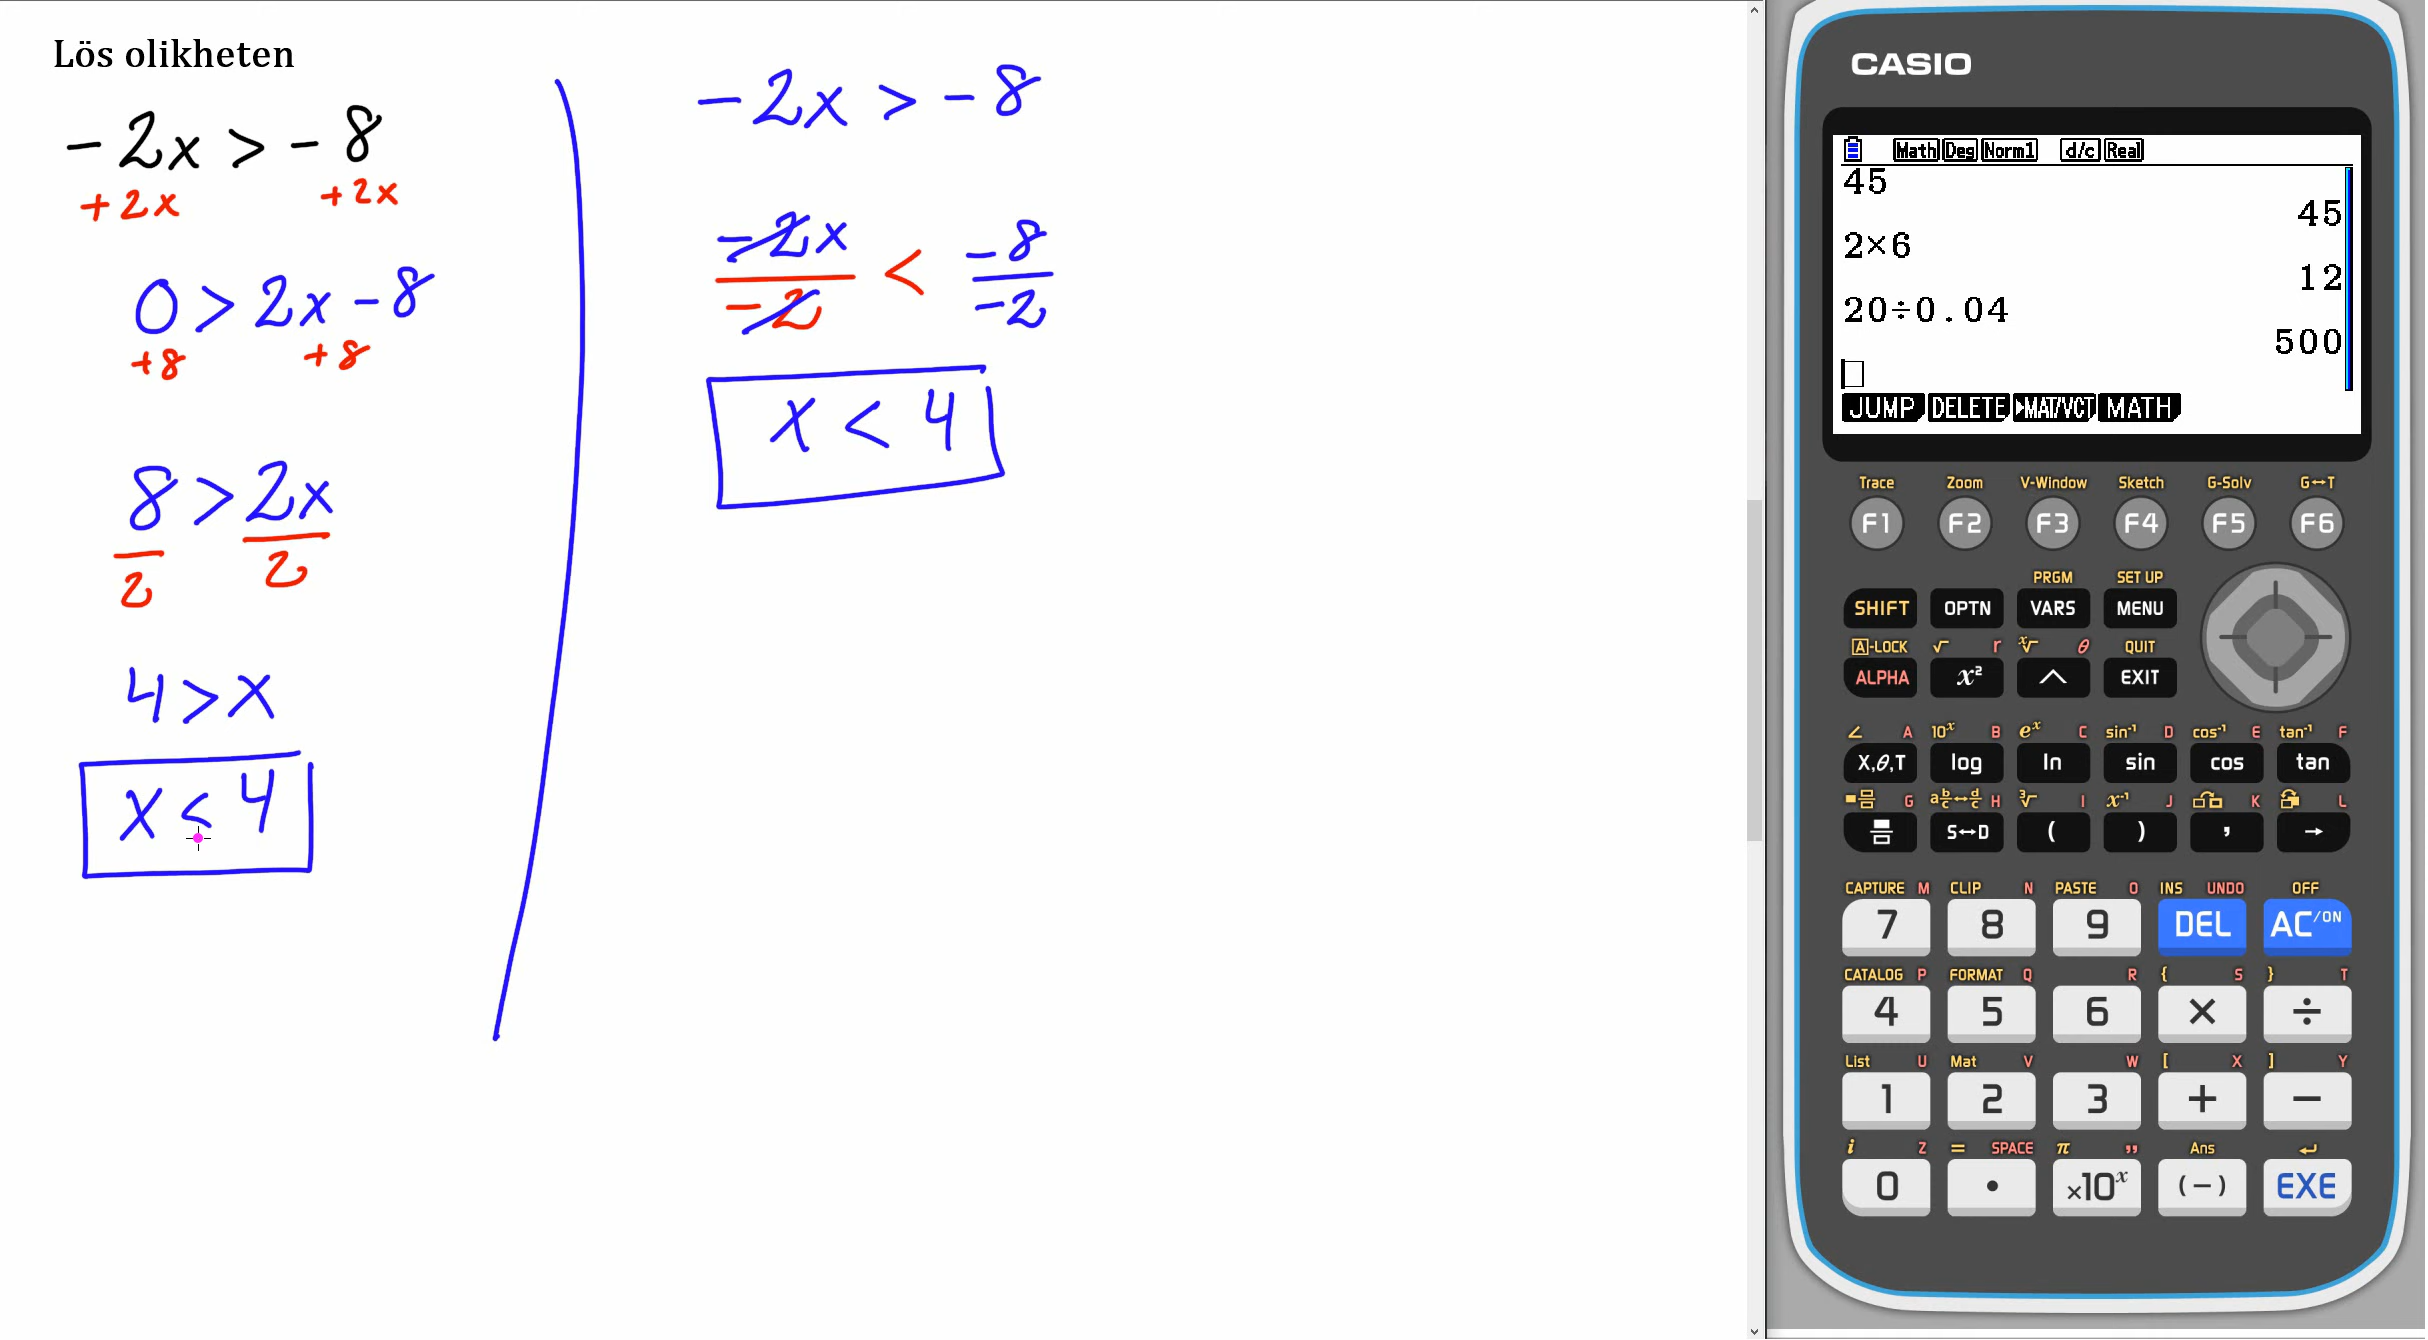 Lös olikheten
-2x > -8
+2x +2x
0 > 2x - 8
+8 +8
8 > 2x
2 2
4 > x
x < 4
-2x > -8
-2x < -8
-2 -2
x < 4
CASIO
Math Deg Norm1 d/c Real
45
45
2×6
12
20÷0.04
500
JUMP DELETE ►MAT/VCT MATH
Trace Zoom V-Window Sketch G-Solv G↔T
F1 F2 F3 F4 F5 F6
PRGM SET UP
SHIFT OPTN VARS MENU
A-LOCK √ r ˣ√ θ QUIT
ALPHA x² ^ EXIT
∠ A 10ˣ B eˣ C sin⁻¹ D cos⁻¹ E tan⁻¹ F
X,θ,T log ln sin cos tan
G a b/c↔d/c H ³√ I x⁻¹ J K L
S↔D ( ) , →
CAPTURE M CLIP N PASTE O INS UNDO OFF
7 8 9 DEL AC/ON
CATALOG P FORMAT Q R { S } T
4 5 6 × ÷
List U Mat V W [ X ] Y
1 2 3 + −
i Z = SPACE π " Ans ↵
0 • ×10ˣ (−) EXE